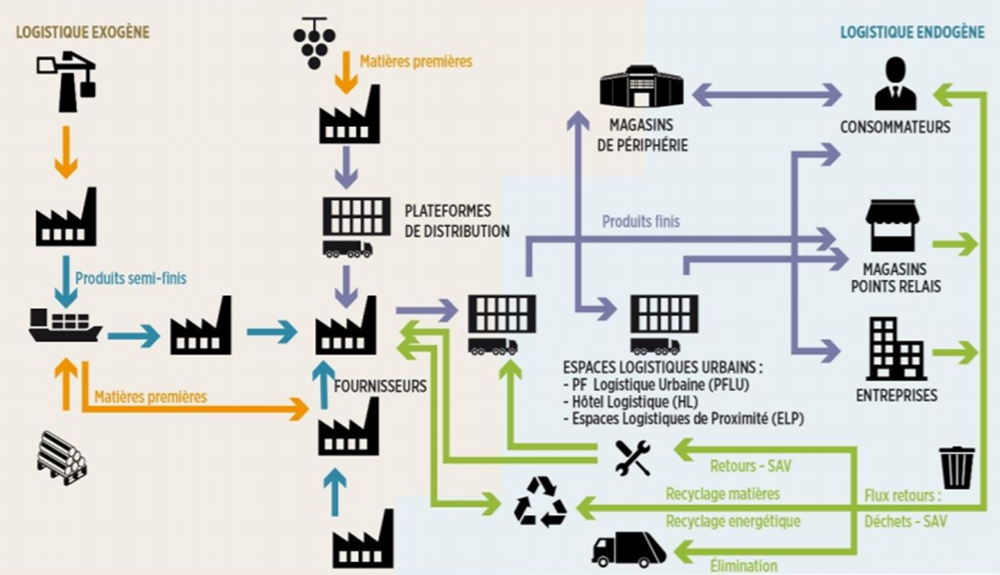 LOGISTIQUE EXOGÈNE
LOGISTIQUE ENDOGÈNE
Matières premières
MAGASINS
DE PÉRIPHÉRIE
CONSOMMATEURS
PLATEFORMES
DE DISTRIBUTION
Produits finis
Produits semi-finis
MAGASINS
POINTS RELAIS
FOURNISSEURS
Matières premières
ESPACES LOGISTIQUES URBAINS :
- PF Logistique Urbaine (PFLU)
- Hôtel Logistique (HL)
- Espaces Logistiques de Proximité (ELP)
ENTREPRISES
Retours - SAV
Recyclage matières
Recyclage energétique
Flux retours :
Déchets - SAV
Élimination